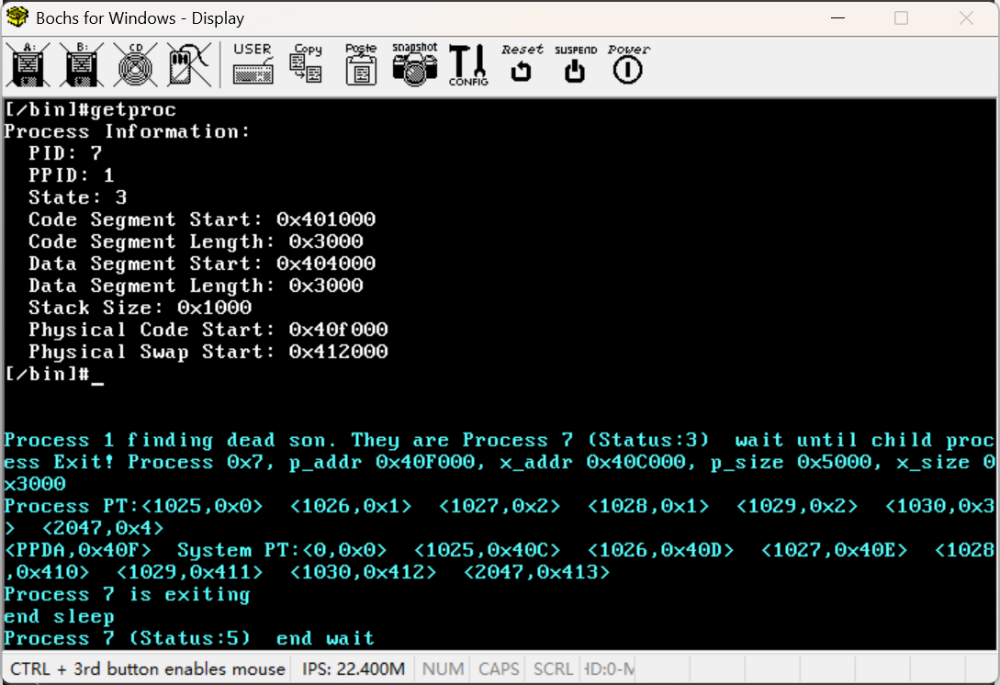 Bochs for Windows - Display
A: B: CD USER Copy Paste snapshot CONFIG Reset SUSPEND Power
[/bin]#getproc
Process Information:
  PID: 7
  PPID: 1
  State: 3
  Code Segment Start: 0x401000
  Code Segment Length: 0x3000
  Data Segment Start: 0x404000
  Data Segment Length: 0x3000
  Stack Size: 0x1000
  Physical Code Start: 0x40f000
  Physical Swap Start: 0x412000
[/bin]#_
Process 1 finding dead son. They are Process 7 (Status:3)  wait until child proc
ess Exit! Process 0x7, p_addr 0x40F000, x_addr 0x40C000, p_size 0x5000, x_size 0
x3000
Process PT:<1025,0x0>  <1026,0x1>  <1027,0x2>  <1028,0x1>  <1029,0x2>  <1030,0x3
>  <2047,0x4>
<PPDA,0x40F>  System PT:<0,0x0>  <1025,0x40C>  <1026,0x40D>  <1027,0x40E>  <1028
,0x410>  <1029,0x411>  <1030,0x412>  <2047,0x413>
Process 7 is exiting
end sleep
Process 7 (Status:5)  end wait
CTRL + 3rd button enables mouse IPS: 22.400M NUM CAPS SCRL HD:0-M